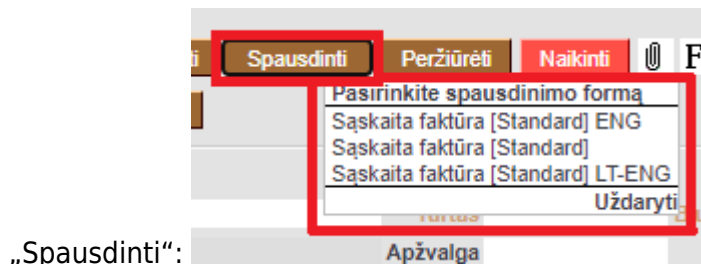 Spausdinti Peržiūrėti Naikinti
Pasirinkite spausdinimo formą
Sąskaita faktūra [Standard] ENG
Sąskaita faktūra [Standard]
Sąskaita faktūra [Standard] LT-ENG
Uždaryti
„Spausdinti“: Apžvalga